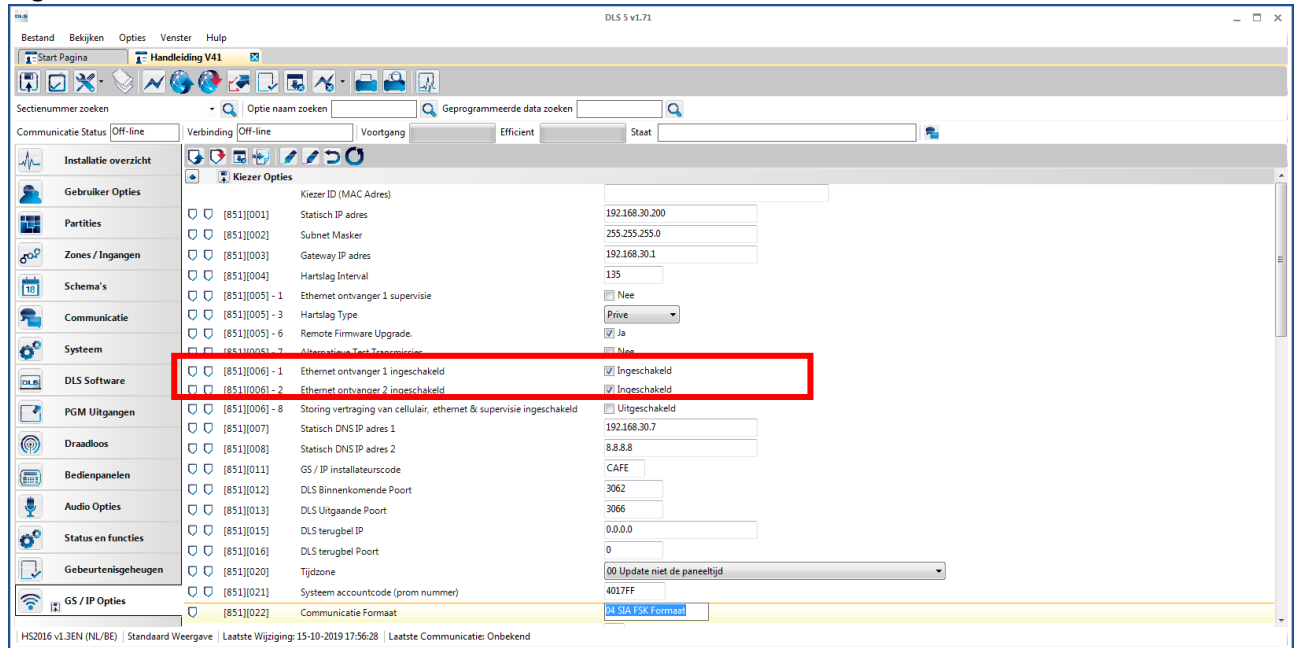 DLS 5 v1.71
Bestand Bekijken Opties Venster Hulp
Start Pagina Handleiding V41
Sectienummer zoeken Optie naam zoeken Geprogrammeerde data zoeken
Communicatie Status Off-line Verbinding Off-line Voortgang Efficient Staat
Installatie overzicht
Gebruiker Opties
Partities
Zones / Ingangen
18 Schema's
Communicatie
Systeem
DLS DLS Software
PGM Uitgangen
Draadloos
Bedienpanelen
Audio Opties
Status en functies
Gebeurtenisgeheugen
GS / IP Opties
Kiezer Opties
Kiezer ID (MAC Adres)
[851][001] Statisch IP adres 192.168.30.200
[851][002] Subnet Masker 255.255.255.0
[851][003] Gateway IP adres 192.168.30.1
[851][004] Hartslag Interval 135
[851][005] - 1 Ethernet ontvanger 1 supervisie Nee
[851][005] - 3 Hartslag Type Prive
[851][005] - 6 Remote Firmware Upgrade. Ja
[851][005] - 7 Alternatieve Test Transmissies Nee
[851][006] - 1 Ethernet ontvanger 1 ingeschakeld Ingeschakeld
[851][006] - 2 Ethernet ontvanger 2 ingeschakeld Ingeschakeld
[851][006] - 8 Storing vertraging van cellulair, ethernet & supervisie ingeschakeld Uitgeschakeld
[851][007] Statisch DNS IP adres 1 192.168.30.7
[851][008] Statisch DNS IP adres 2 8.8.8.8
[851][011] GS / IP installateurscode CAFE
[851][012] DLS Binnenkomende Poort 3062
[851][013] DLS Uitgaande Poort 3066
[851][015] DLS terugbel IP 0.0.0.0
[851][016] DLS terugbel Poort 0
[851][020] Tijdzone 00 Update niet de paneeltijd
[851][021] Systeem accountcode (prom nummer) 4017FF
[851][022] Communicatie Formaat 04 SIA FSK Formaat
HS2016 v1.3EN (NL/BE) Standaard Weergave Laatste Wijziging: 15-10-2019 17:56:28 Laatste Communicatie: Onbekend